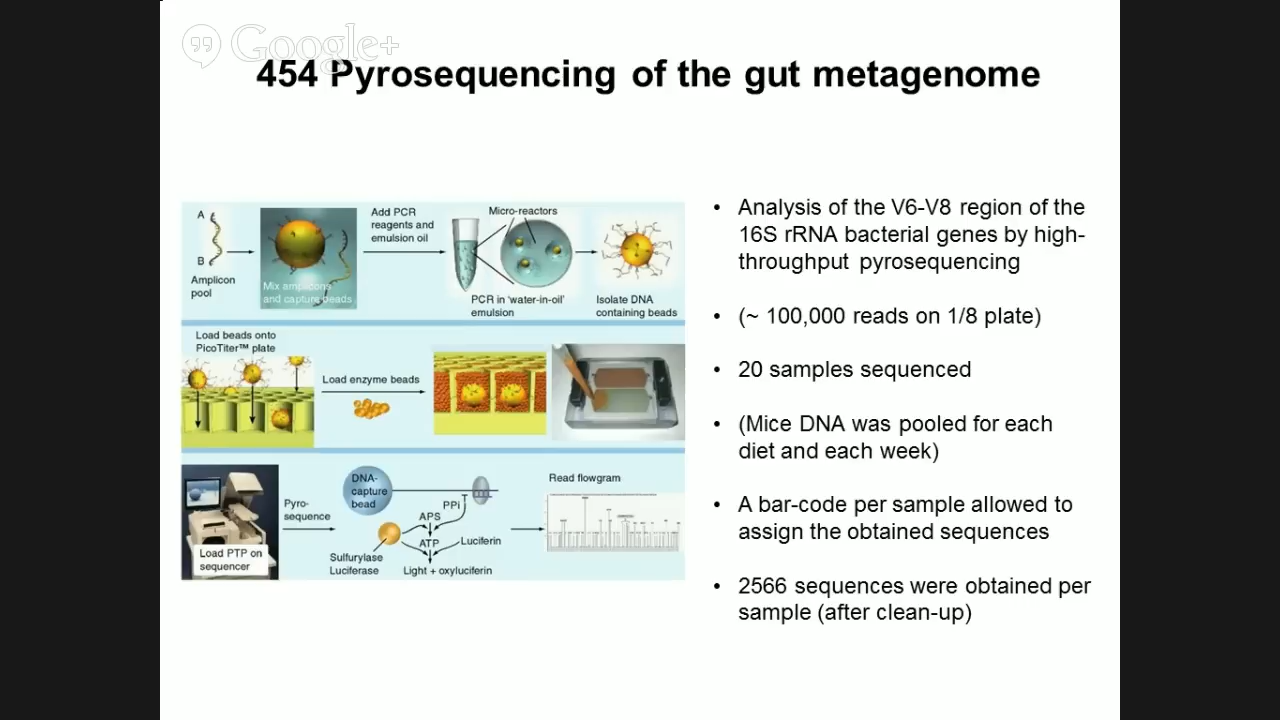 Google+
454 Pyrosequencing of the gut metagenome
A
B
Amplicon
pool
Mix amplicons
and capture beads
Add PCR
reagents and
emulsion oil
Micro-reactors
PCR in 'water-in-oil'
emulsion
Isolate DNA
containing beads
Load beads onto
PicoTiter™ plate
Load enzyme beads
Load PTP on
sequencer
Pyro-
sequence
DNA-
capture
bead
PPi
APS
ATP
Luciferin
Sulfurylase
Luciferase
Light + oxyluciferin
Read flowgram
• Analysis of the V6-V8 region of the
16S rRNA bacterial genes by high-
throughput pyrosequencing
• (~ 100,000 reads on 1/8 plate)
• 20 samples sequenced
• (Mice DNA was pooled for each
diet and each week)
• A bar-code per sample allowed to
assign the obtained sequences
• 2566 sequences were obtained per
sample (after clean-up)